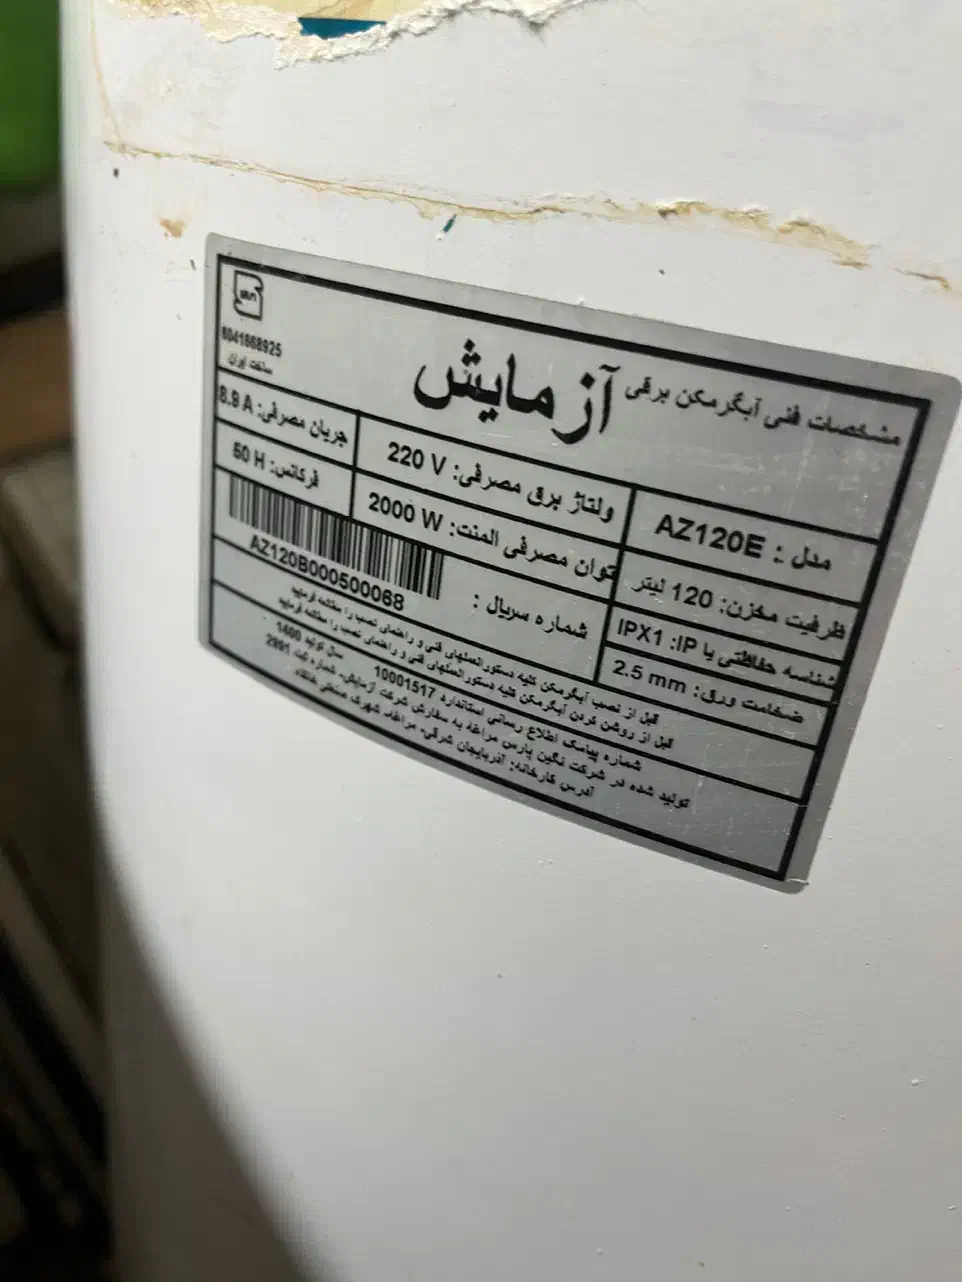 مشخصات فنی آبگرمکن برقی آزمایش
6041668925
ساخت ایران
مدل : AZ120E
ولتاژ برق مصرفی: 220 V
جریان مصرفی: 8.9 A
ظرفیت مخزن: 120 لیتر
توان مصرفی المنت: 2000 W
فرکانس: 50 H
شناسه حفاظتی یا IP: IPX1
شماره سریال :
AZ120B000500068
ضخامت ورق: 2.5 mm
قبل از نصب آبگرمکن کلیه دستورالعملهای فنی و راهنمای نصب را مطالعه فرمایید
قبل از روشن کردن آبگرمکن کلیه دستورالعملهای فنی و راهنمای نصب را مطالعه فرمایید
شماره پیامک اطلاع رسانی استاندارد 10001517 سال تولید 1400
تولید شده در شرکت نگین پارس مراغه به سفارش شرکت آزمایش، شماره ثبت 2891
آدرس کارخانه: آذربایجان شرقی- مراغه، شهرک صنعتی